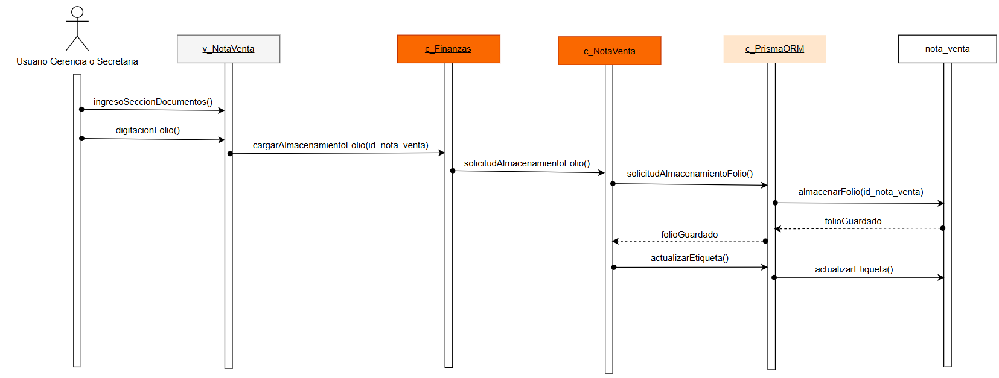 Usuario Gerencia o Secretaria
v_NotaVenta
c_Finanzas
c_NotaVenta
c_PrismaORM
nota_venta
ingresoSeccionDocumentos()
digitacionFolio()
cargarAlmacenamientoFolio(id_nota_venta)
solicitudAlmacenamientoFolio()
solicitudAlmacenamientoFolio()
almacenarFolio(id_nota_venta)
folioGuardado
folioGuardado
actualizarEtiqueta()
actualizarEtiqueta()